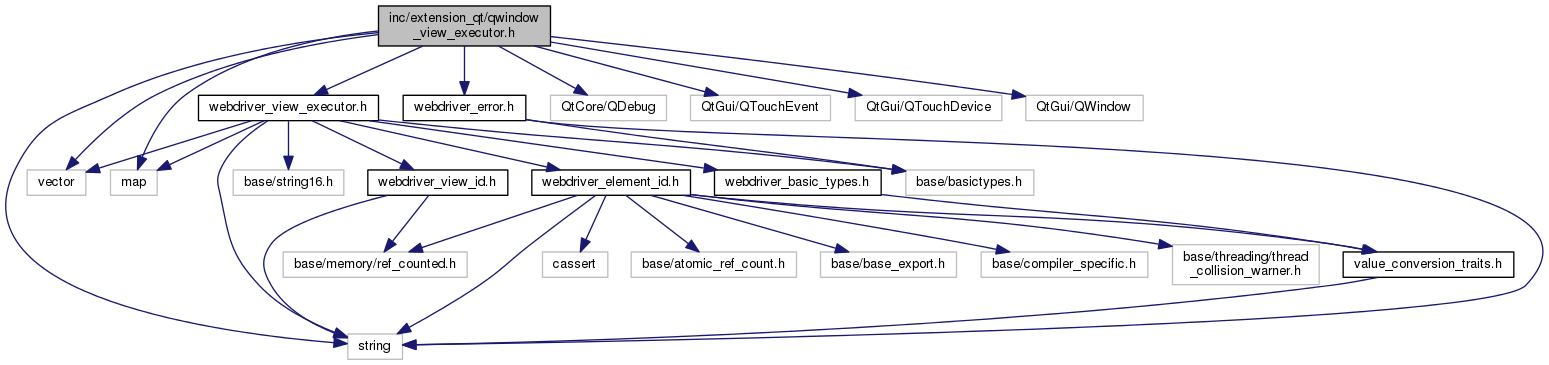 inc/extension_qt/qwindow
_view_executor.h
webdriver_view_executor.h
webdriver_error.h
QtCore/QDebug
QtGui/QTouchEvent
QtGui/QTouchDevice
QtGui/QWindow
vector
map
base/string16.h
webdriver_view_id.h
webdriver_element_id.h
webdriver_basic_types.h
base/basictypes.h
base/memory/ref_counted.h
cassert
base/atomic_ref_count.h
base/base_export.h
base/compiler_specific.h
base/threading/thread
_collision_warner.h
value_conversion_traits.h
string